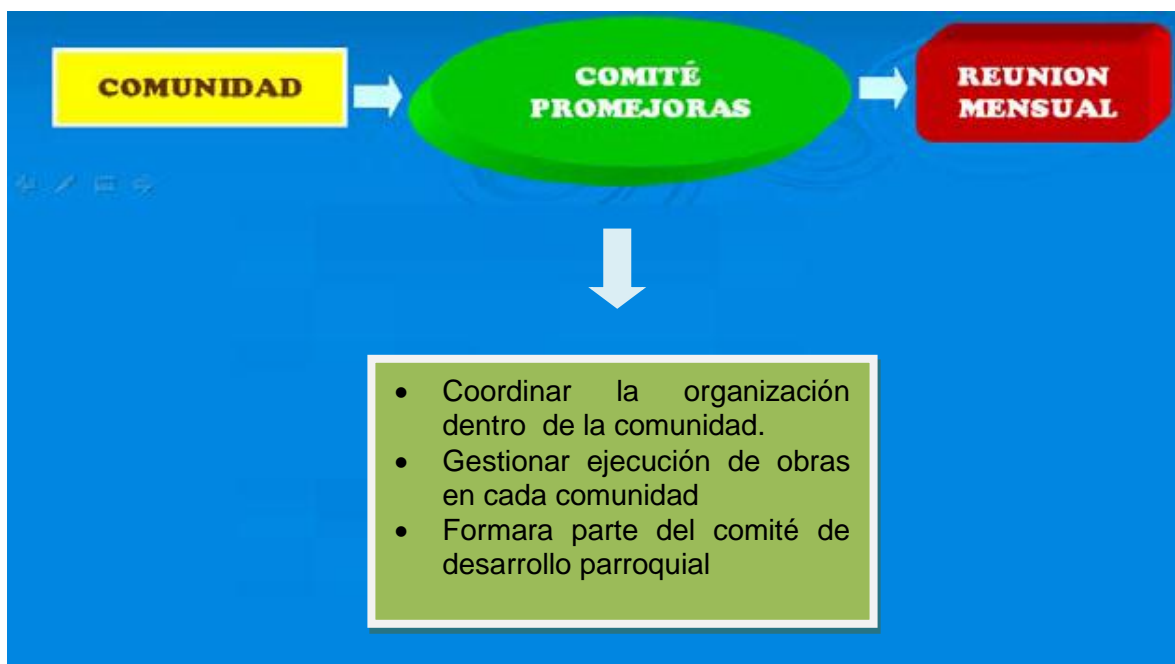 COMUNIDAD
COMITÉ
PROMEJORAS
REUNION
MENSUAL
• Coordinar la organización
dentro de la comunidad.
• Gestionar ejecución de obras
en cada comunidad
• Formara parte del comité de
desarrollo parroquial